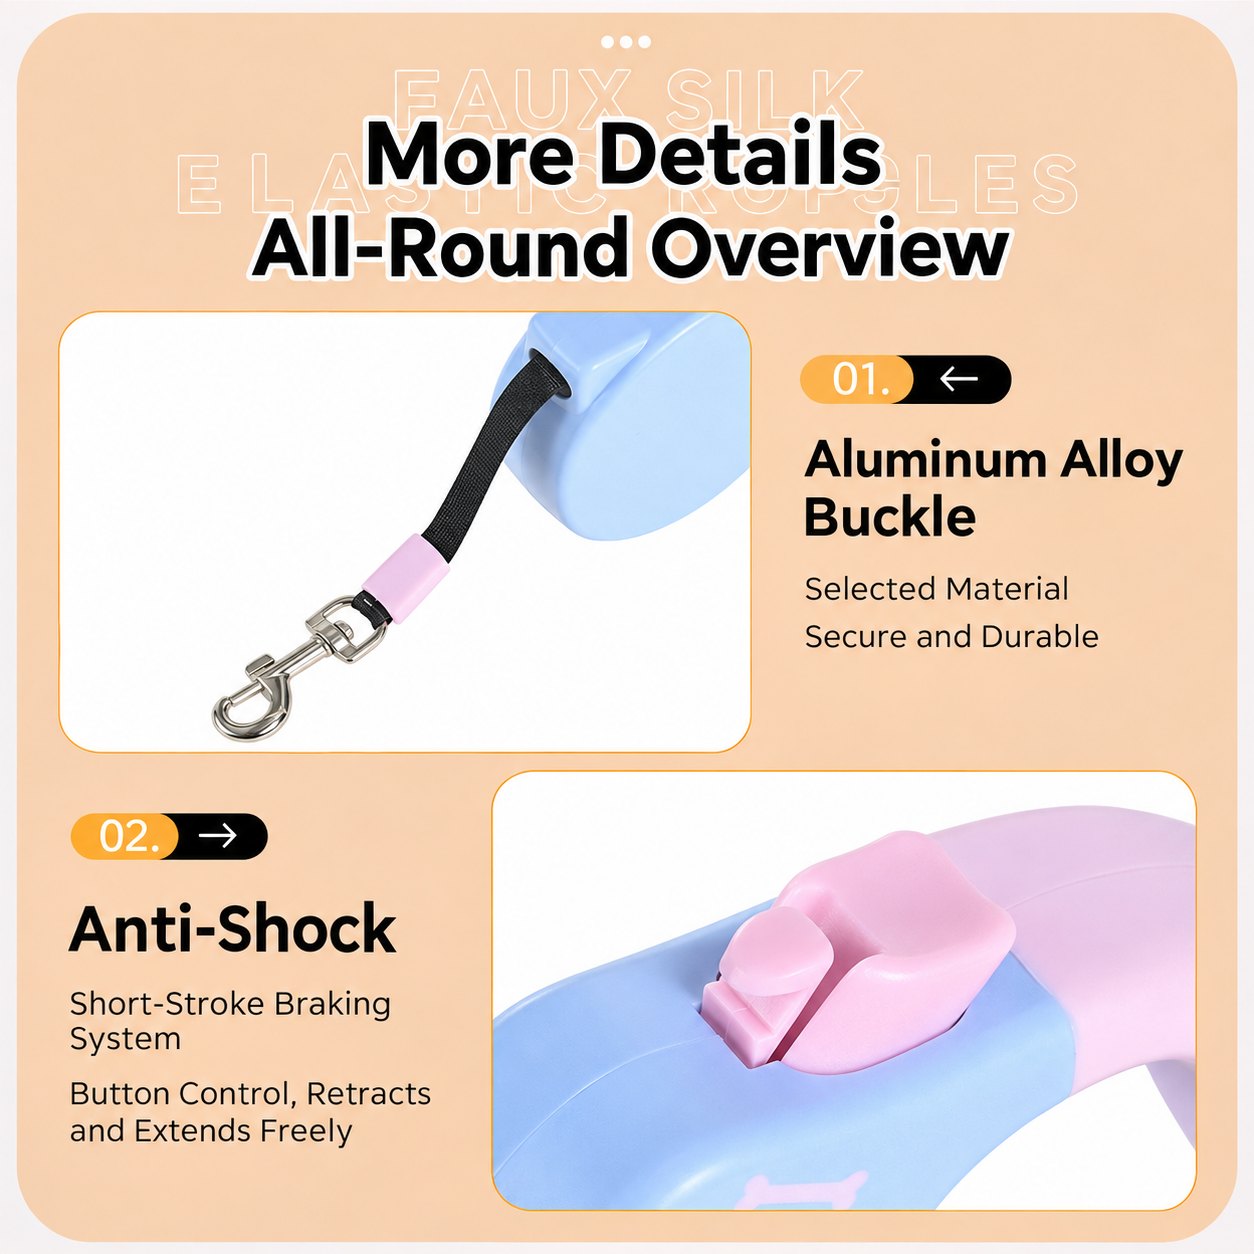 FAUX SILK
More Details
All-Round Overview
01.
Aluminum Alloy
Buckle
Selected Material
Secure and Durable
02.
Anti-Shock
Short-Stroke Braking
System
Button Control, Retracts
and Extends Freely